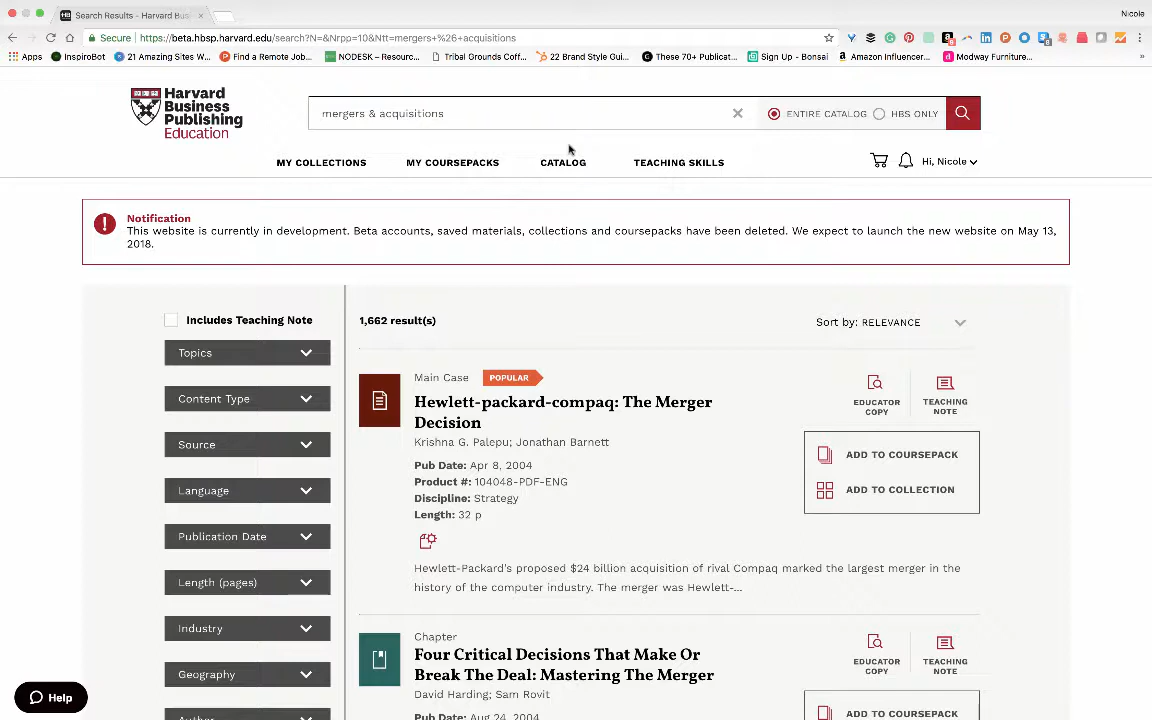 Search Results - Harvard Busi
Nicole
Secure
https://beta.hbsp.harvard.edu/search?N=&Nrpp=10&Ntt=mergers+%26+acquisitions
Apps
InspiroBot
21 Amazing Sites W...
Find a Remote Job...
NODESK – Resourc...
Tribal Grounds Coff...
22 Brand Style Gui...
These 70+ Publicat...
Sign Up - Bonsai
Amazon Influencer...
Modway Furniture...
Harvard
Business
Publishing
Education
mergers & acquisitions
ENTIRE CATALOG
HBS ONLY
MY COLLECTIONS
MY COURSEPACKS
CATALOG
TEACHING SKILLS
Hi, Nicole
Notification
This website is currently in development. Beta accounts, saved materials, collections and coursepacks have been deleted. We expect to launch the new website on May 13,
2018.
Includes Teaching Note
Topics
Content Type
Source
Language
Publication Date
Length (pages)
Industry
Geography
Author
1,662 result(s)
Sort by: RELEVANCE
Main Case
POPULAR
Hewlett-packard-compaq: The Merger
Decision
Krishna G. Palepu; Jonathan Barnett
Pub Date: Apr 8, 2004
Product #: 104048-PDF-ENG
Discipline: Strategy
Length: 32 p
EDUCATOR
COPY
TEACHING
NOTE
ADD TO COURSEPACK
ADD TO COLLECTION
Hewlett-Packard's proposed $24 billion acquisition of rival Compaq marked the largest merger in the
history of the computer industry. The merger was Hewlett-...
Chapter
Four Critical Decisions That Make Or
Break The Deal: Mastering The Merger
David Harding; Sam Rovit
Pub Date: Aug 24, 2004
EDUCATOR
COPY
TEACHING
NOTE
ADD TO COURSEPACK
Help